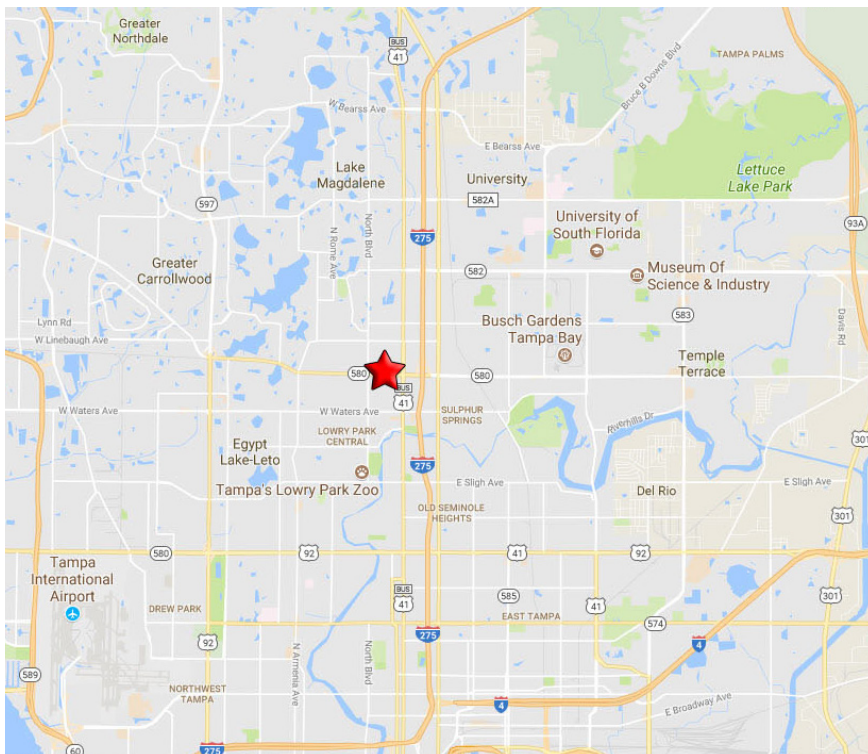 Greater
Northdale
BUS
41
TAMPA PALMS
Bruce B Downs Blvd
W Bearss Ave
E Bearss Ave
Lake
Magdalene
University
Lettuce
Lake Park
582A
597
N Rome Ave
North Blvd
275
University of
South Florida
93A
Greater
Carrollwood
582
Museum Of
Science & Industry
583
Davis Rd
Lynn Rd
W Linebaugh Ave
Busch Gardens
Tampa Bay
Temple
Terrace
580
580
BUS
41
W Waters Ave
SULPHUR
SPRINGS
LOWRY PARK
CENTRAL
Riverhills Dr
301
Egypt
Lake-Leto
275
Tampa's Lowry Park Zoo
E Sligh Ave
E Sligh Ave
Del Rio
OLD SEMINOLE
HEIGHTS
301
580
92
41
92
Tampa
International
Airport
BUS
41
585
41
301
DREW PARK
EAST TAMPA
574
92
275
4
N Armenia Ave
North Blvd
589
NORTHWEST
TAMPA
4
E Broadway Ave
60
275